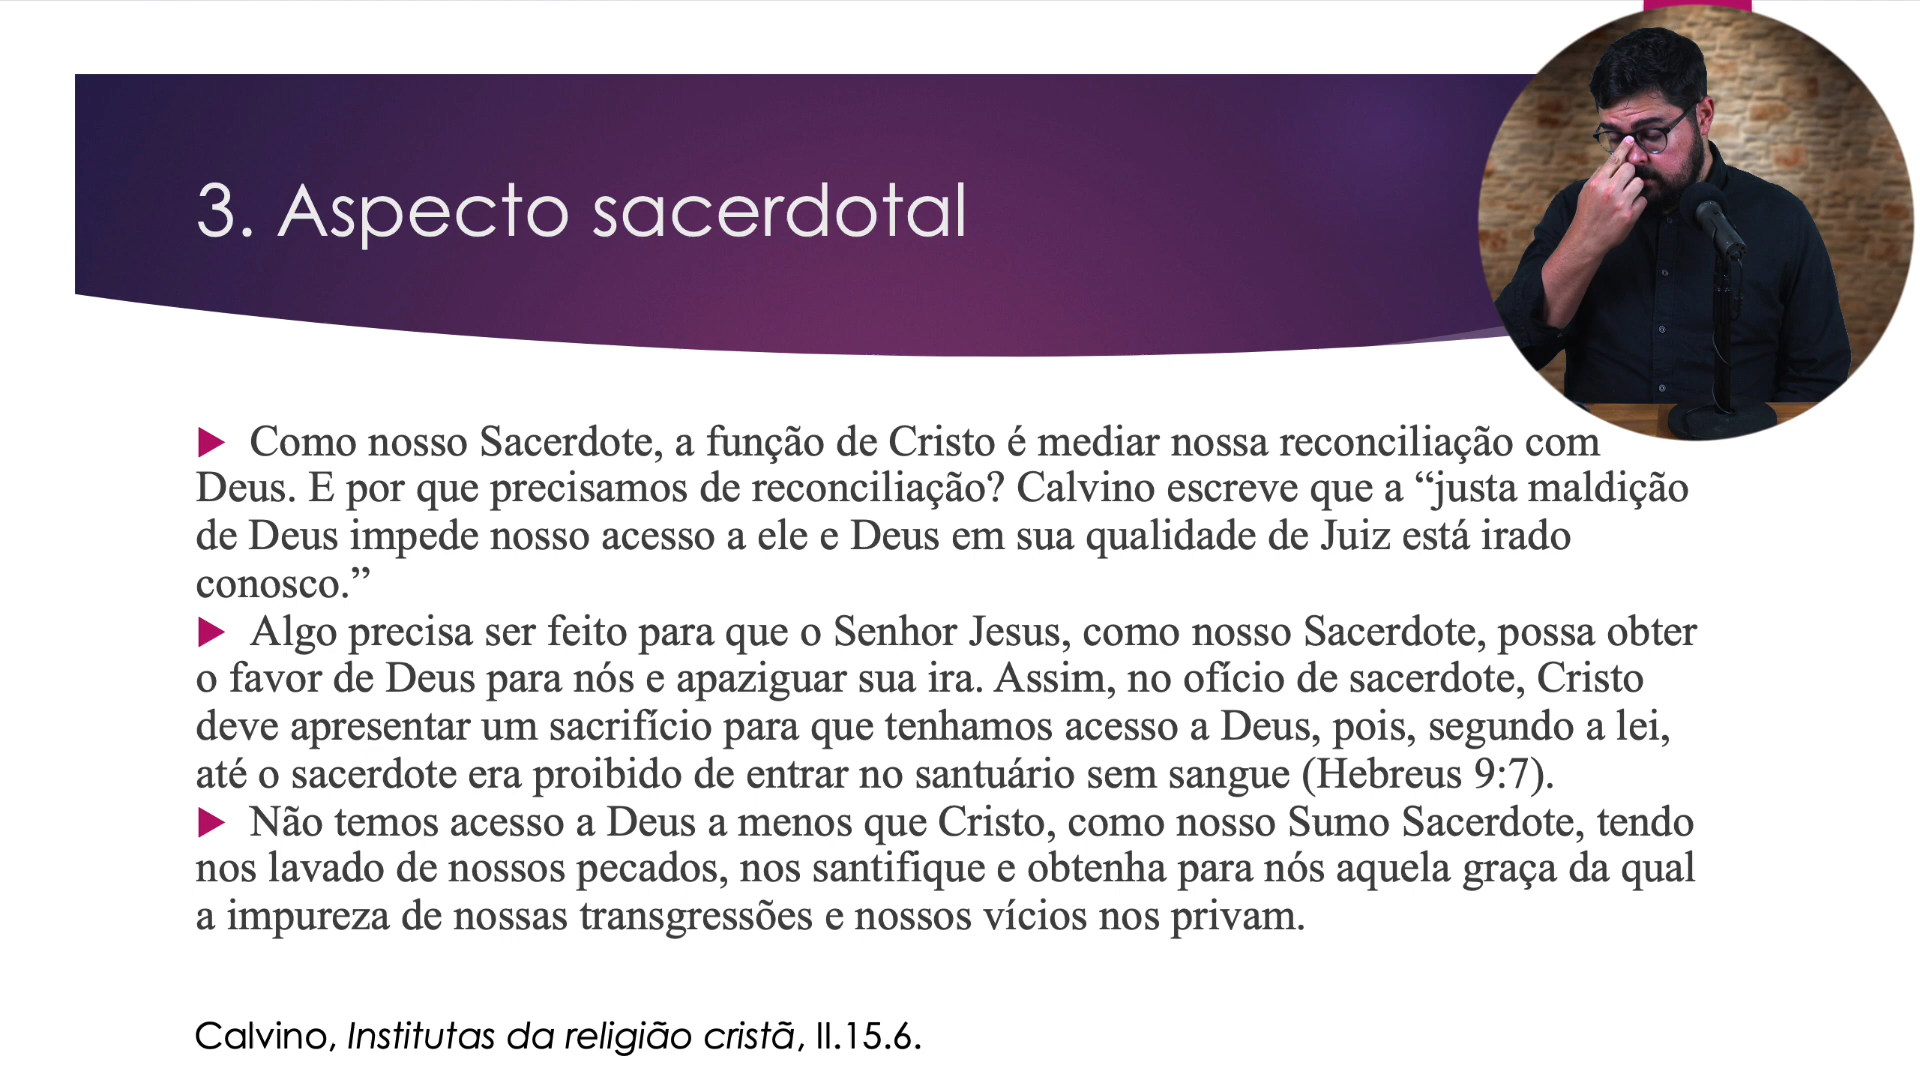 3. Aspecto sacerdotal
▶ Como nosso Sacerdote, a função de Cristo é mediar nossa reconciliação com
Deus. E por que precisamos de reconciliação? Calvino escreve que a “justa maldição
de Deus impede nosso acesso a ele e Deus em sua qualidade de Juiz está irado
conosco.”
▶ Algo precisa ser feito para que o Senhor Jesus, como nosso Sacerdote, possa obter
o favor de Deus para nós e apaziguar sua ira. Assim, no ofício de sacerdote, Cristo
deve apresentar um sacrifício para que tenhamos acesso a Deus, pois, segundo a lei,
até o sacerdote era proibido de entrar no santuário sem sangue (Hebreus 9:7).
▶ Não temos acesso a Deus a menos que Cristo, como nosso Sumo Sacerdote, tendo
nos lavado de nossos pecados, nos santifique e obtenha para nós aquela graça da qual
a impureza de nossas transgressões e nossos vícios nos privam.
Calvino, Institutas da religião cristã, II.15.6.